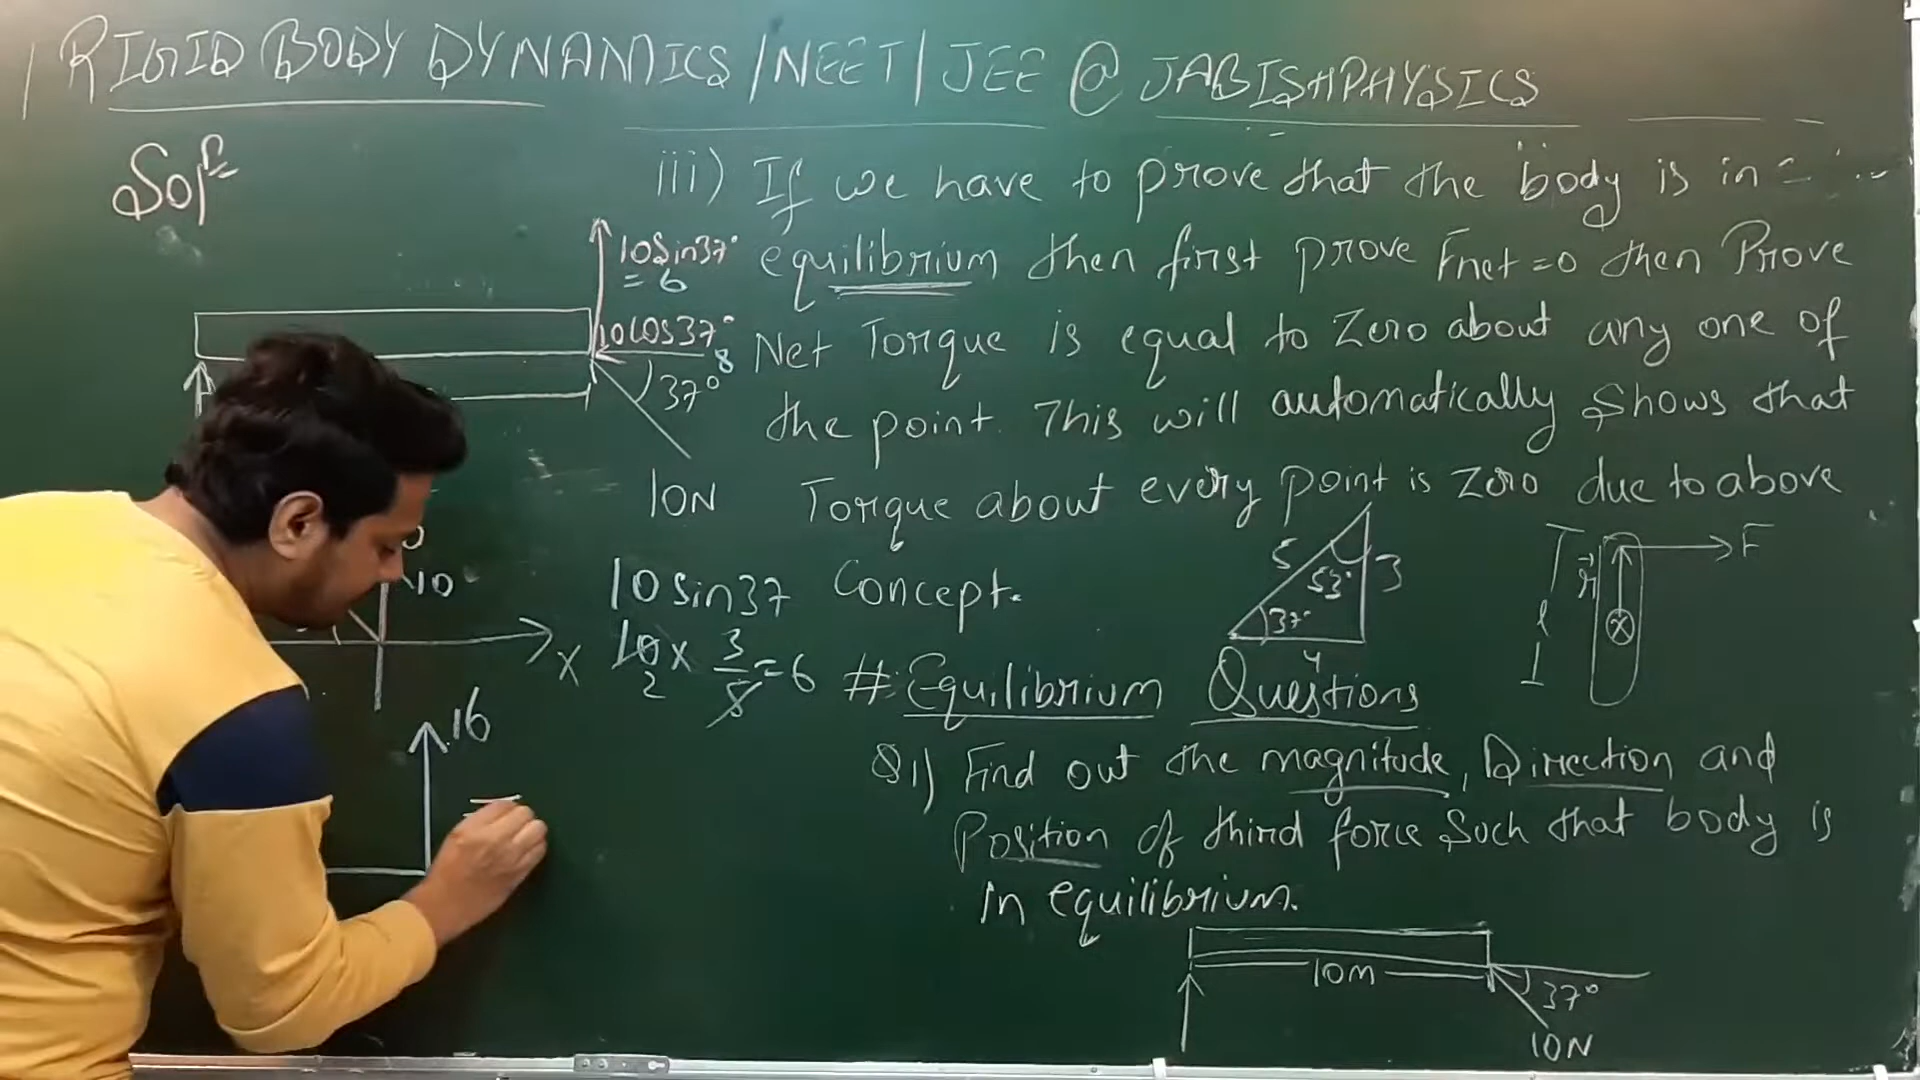 RIGID BODY DYNAMICS /NEET/ JEE @ JABISHPHYSICS
Sol
iii) If we have to prove that the body is in
equilibrium then first prove Fnet=0 then Prove
Net Torque is equal to Zero about any one of
the point. This will automatically Shows that
Torque about every point is Zero due to above
Concept.
10Sin37°
= 6
10COS37°
8
37°
10N
10
X
10 sin37
10 x 3/5 = 6
2
16
5
53°
3
37°
4
r
l
F
x
# Equilibrium Questions
Q1) Find out the magnitude, Direction and
Position of third force Such that body is
in equilibrium.
10M
37°
10N